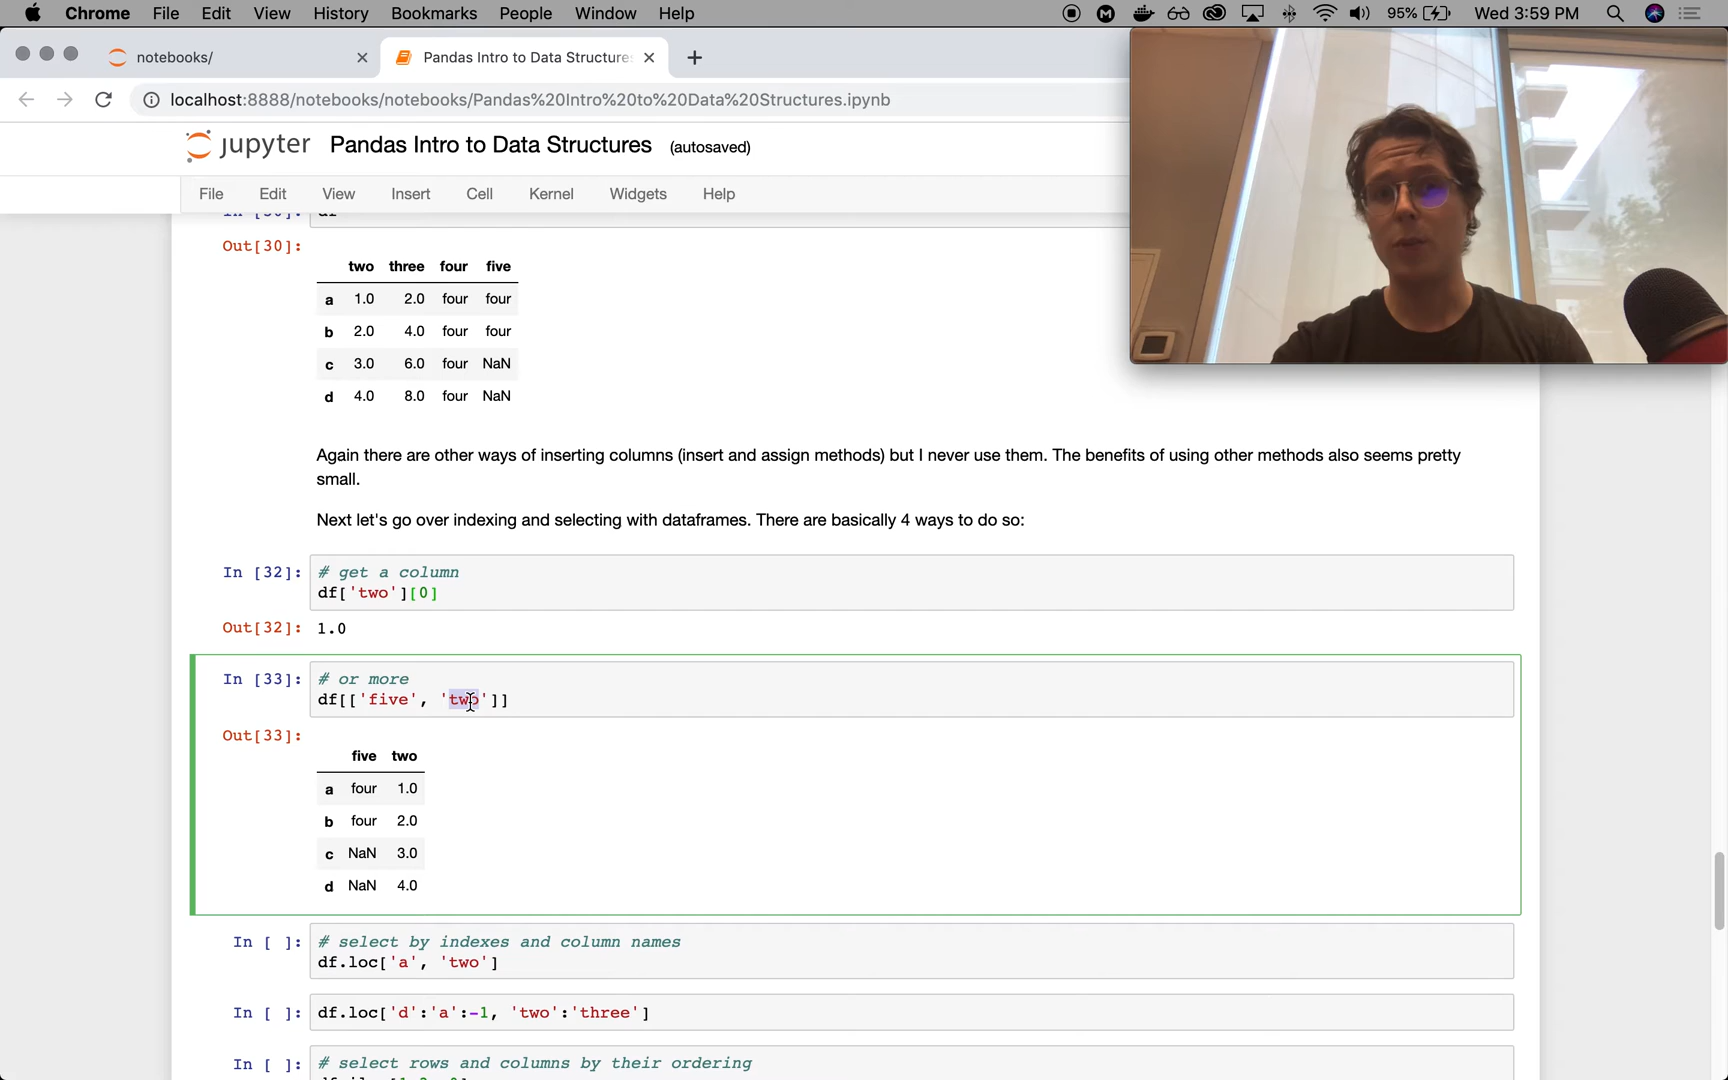 Chrome File Edit View History Bookmarks People Window Help 95% Wed 3:59 PM
notebooks/
Pandas Intro to Data Structures
localhost:8888/notebooks/notebooks/Pandas%20Intro%20to%20Data%20Structures.ipynb
jupyter Pandas Intro to Data Structures (autosaved)
File Edit View Insert Cell Kernel Widgets Help
Out[30]:
two three four five
a 1.0 2.0 four four
b 2.0 4.0 four four
c 3.0 6.0 four NaN
d 4.0 8.0 four NaN
Again there are other ways of inserting columns (insert and assign methods) but I never use them. The benefits of using other methods also seems pretty
small.
Next let's go over indexing and selecting with dataframes. There are basically 4 ways to do so:
In [32]: # get a column
df['two'][0]
Out[32]: 1.0
In [33]: # or more
df[['five', 'two']]
Out[33]:
five two
a four 1.0
b four 2.0
c NaN 3.0
d NaN 4.0
In [ ]: # select by indexes and column names
df.loc['a', 'two']
In [ ]: df.loc['d':'a':-1, 'two':'three']
In [ ]: # select rows and columns by their ordering